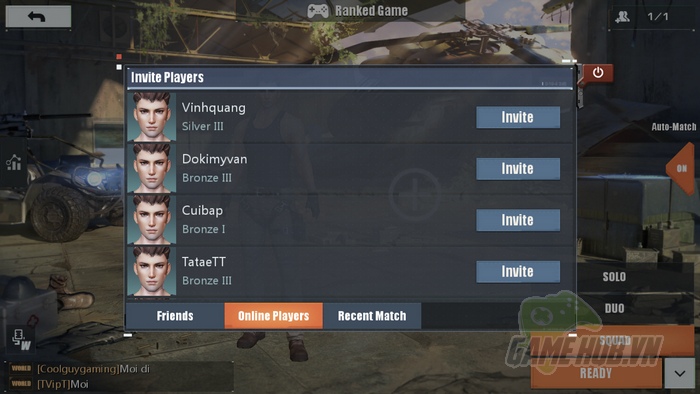 Ranked Game
1/1
Invite Players
Vinhquang
Silver III
Invite
Dokimyvan
Bronze III
Invite
Cuibap
Bronze I
Invite
TataeTT
Bronze III
Invite
Friends
Online Players
Recent Match
Auto-Match
ON
SOLO
DUO
SQUAD
READY
W
WORLD [Coolguygaming]Moi di
WORLD [TVipT]Moi
GAMEHUB.VN